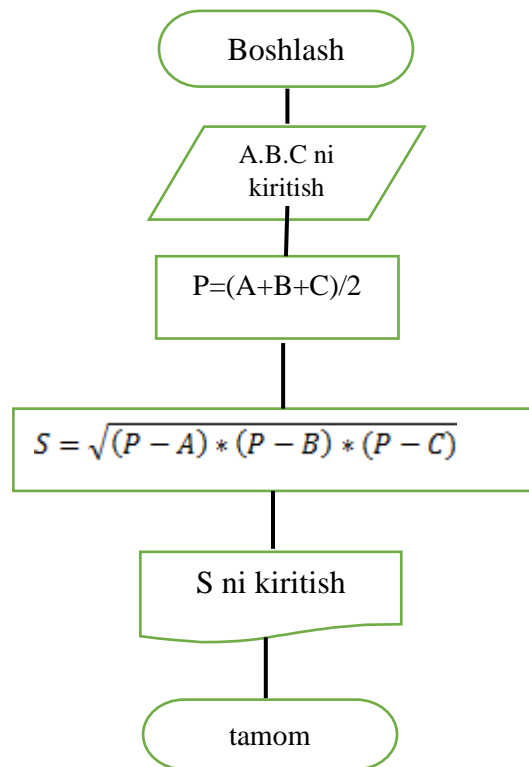 Boshlash
A.B.C ni
kiritish
P=(A+B+C)/2
S = √(P − A) ∗ (P − B) ∗ (P − C)
S ni kiritish
tamom